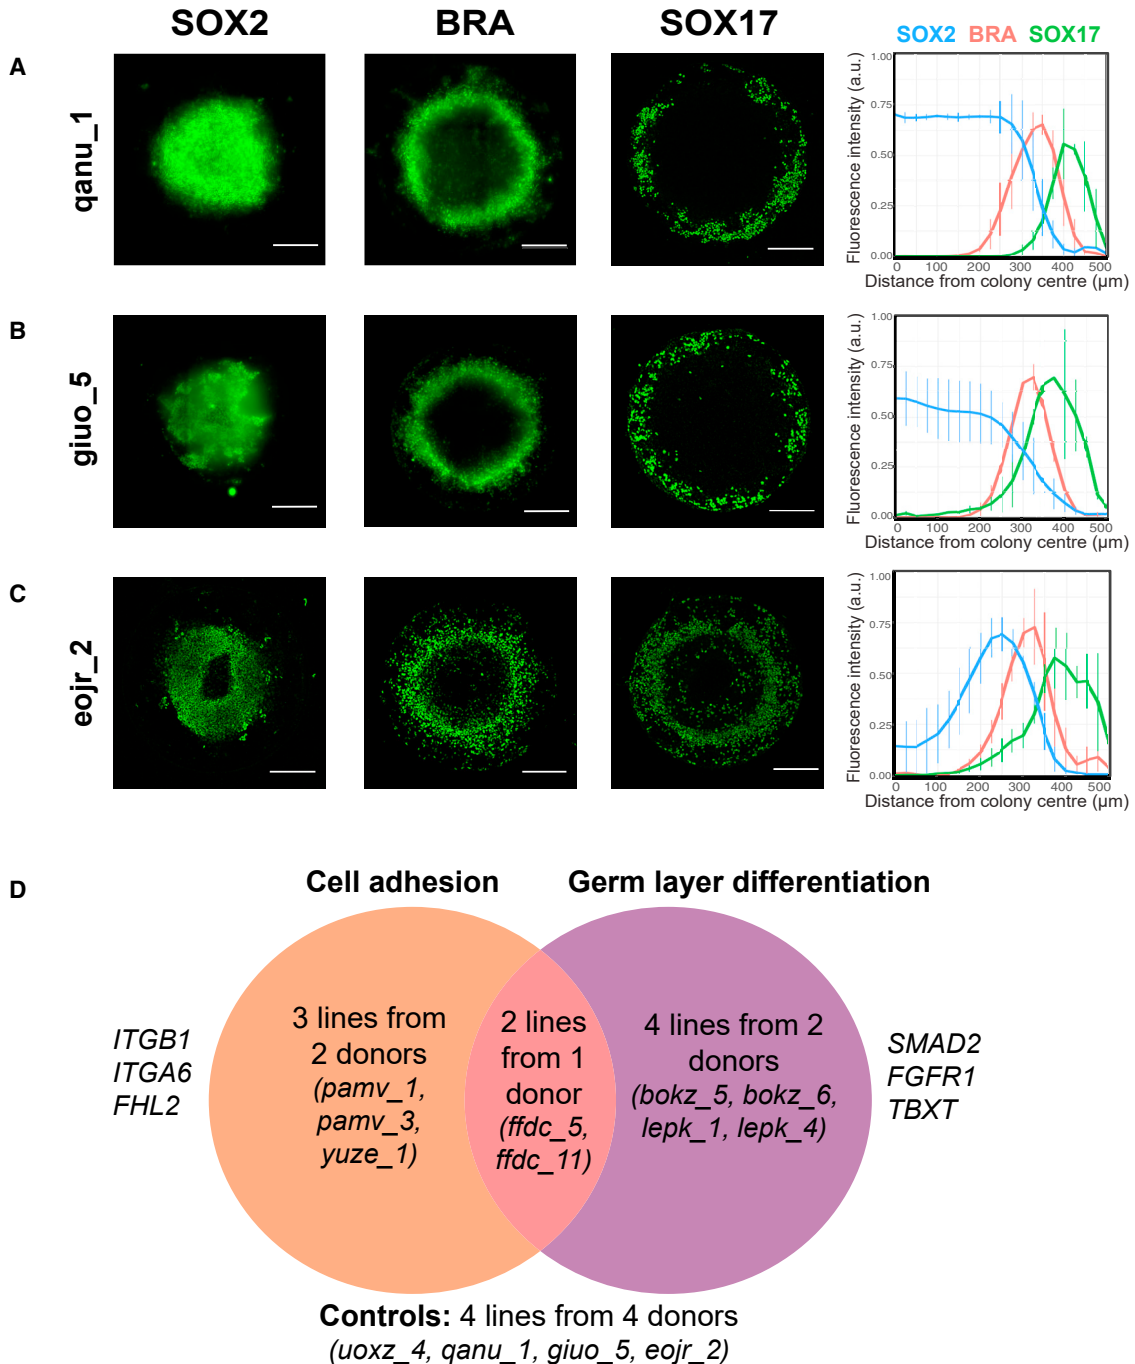 SOX2 BRA SOX17
SOX2 BRA SOX17
A
qanu_1
Fluorescence intensity (a.u.)
1.00
0.75
0.50
0.25
0.00
0 100 200 300 400 500
Distance from colony centre (µm)
B
giuo_5
Fluorescence intensity (a.u.)
1.00
0.75
0.50
0.25
0.00
0 100 200 300 400 500
Distance from colony centre (µm)
C
eojr_2
Fluorescence intensity (a.u.)
1.00
0.75
0.50
0.25
0.00
0 100 200 300 400 500
Distance from colony centre (µm)
D
Cell adhesion
Germ layer differentiation
ITGB1
ITGA6
FHL2
3 lines from
2 donors
(pamv_1,
pamv_3,
yuze_1)
2 lines
from 1
donor
(ffdc_5,
ffdc_11)
4 lines from 2
donors
(bokz_5, bokz_6,
lepk_1, lepk_4)
SMAD2
FGFR1
TBXT
Controls: 4 lines from 4 donors
(uoxz_4, qanu_1, giuo_5, eojr_2)